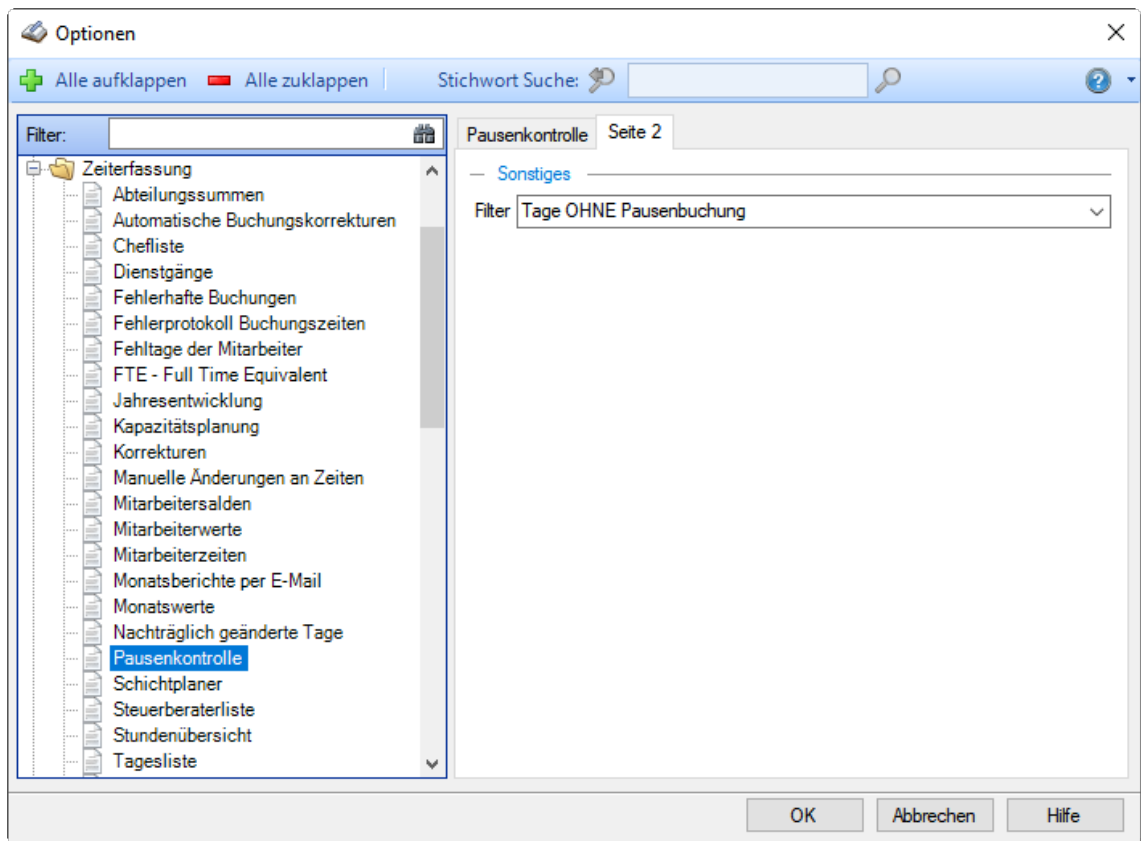 Optionen
Alle aufklappen Alle zuklappen Stichwort Suche:
Filter:
Zeiterfassung
Abteilungssummen
Automatische Buchungskorrekturen
Chefliste
Dienstgänge
Fehlerhafte Buchungen
Fehlerprotokoll Buchungszeiten
Fehltage der Mitarbeiter
FTE - Full Time Equivalent
Jahresentwicklung
Kapazitätsplanung
Korrekturen
Manuelle Änderungen an Zeiten
Mitarbeitersalden
Mitarbeiterwerte
Mitarbeiterzeiten
Monatsberichte per E-Mail
Monatswerte
Nachträglich geänderte Tage
Pausenkontrolle
Schichtplaner
Steuerberaterliste
Stundenübersicht
Tagesliste
Pausenkontrolle Seite 2
Sonstiges
Filter Tage OHNE Pausenbuchung
OK Abbrechen Hilfe